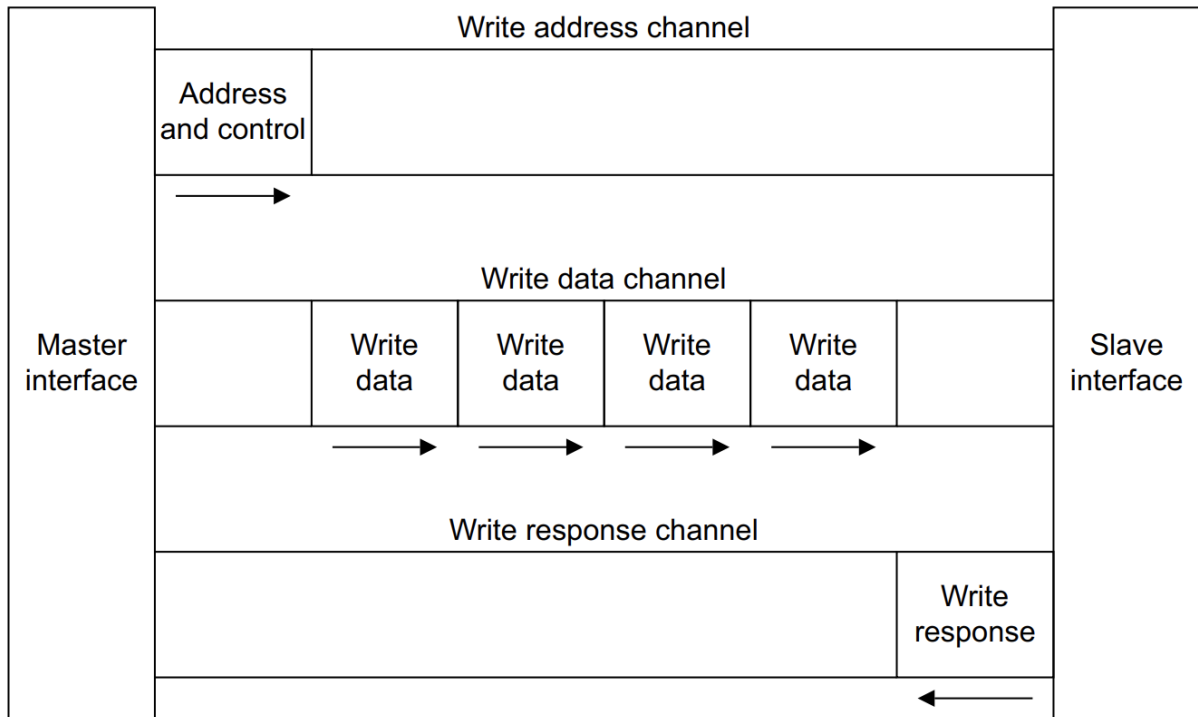 Write address channel
Address
and control
Write data channel
Master
interface
Write
data
Write
data
Write
data
Write
data
Slave
interface
Write response channel
Write
response